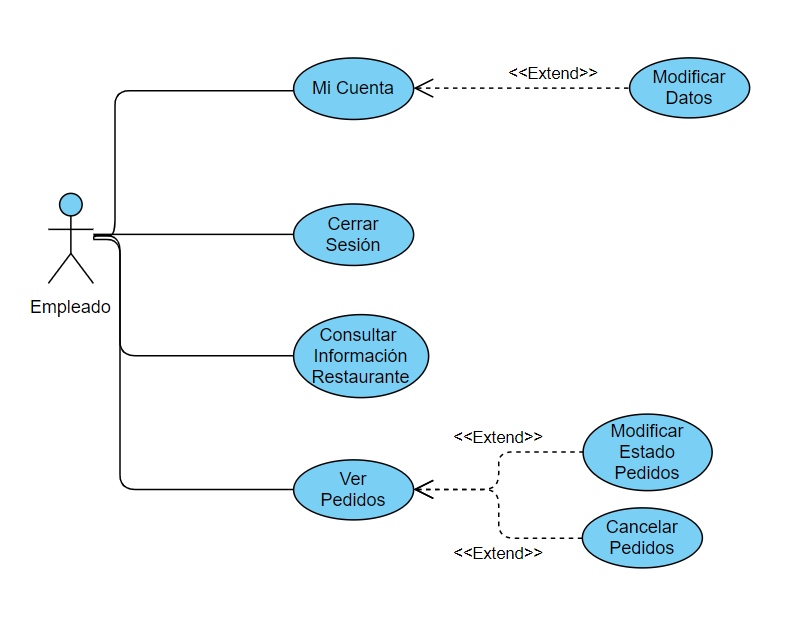 Mi Cuenta
<<Extend>>
Modificar
Datos
Cerrar
Sesión
Empleado
Consultar
Información
Restaurante
Ver
Pedidos
<<Extend>>
Modificar
Estado
Pedidos
<<Extend>>
Cancelar
Pedidos